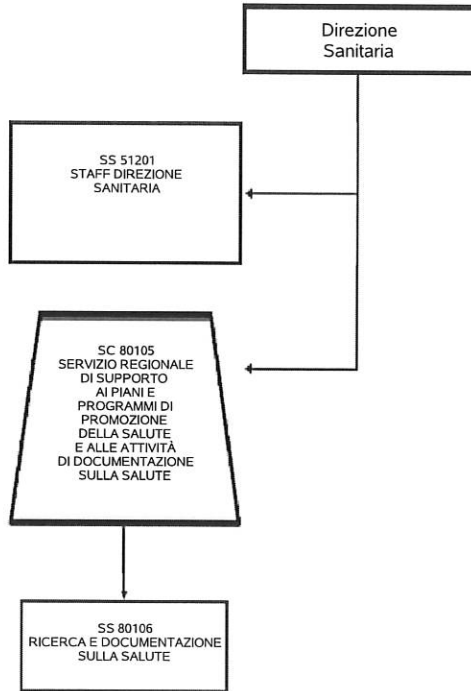 Direzione
Sanitaria
SS 51201
STAFF DIREZIONE
SANITARIA
SC 80105
SERVIZIO REGIONALE
DI SUPPORTO
AI PIANI E
PROGRAMMI DI
PROMOZIONE
DELLA SALUTE
E ALLE ATTIVITÀ
DI DOCUMENTAZIONE
SULLA SALUTE
SS 80106
RICERCA E DOCUMENTAZIONE
SULLA SALUTE